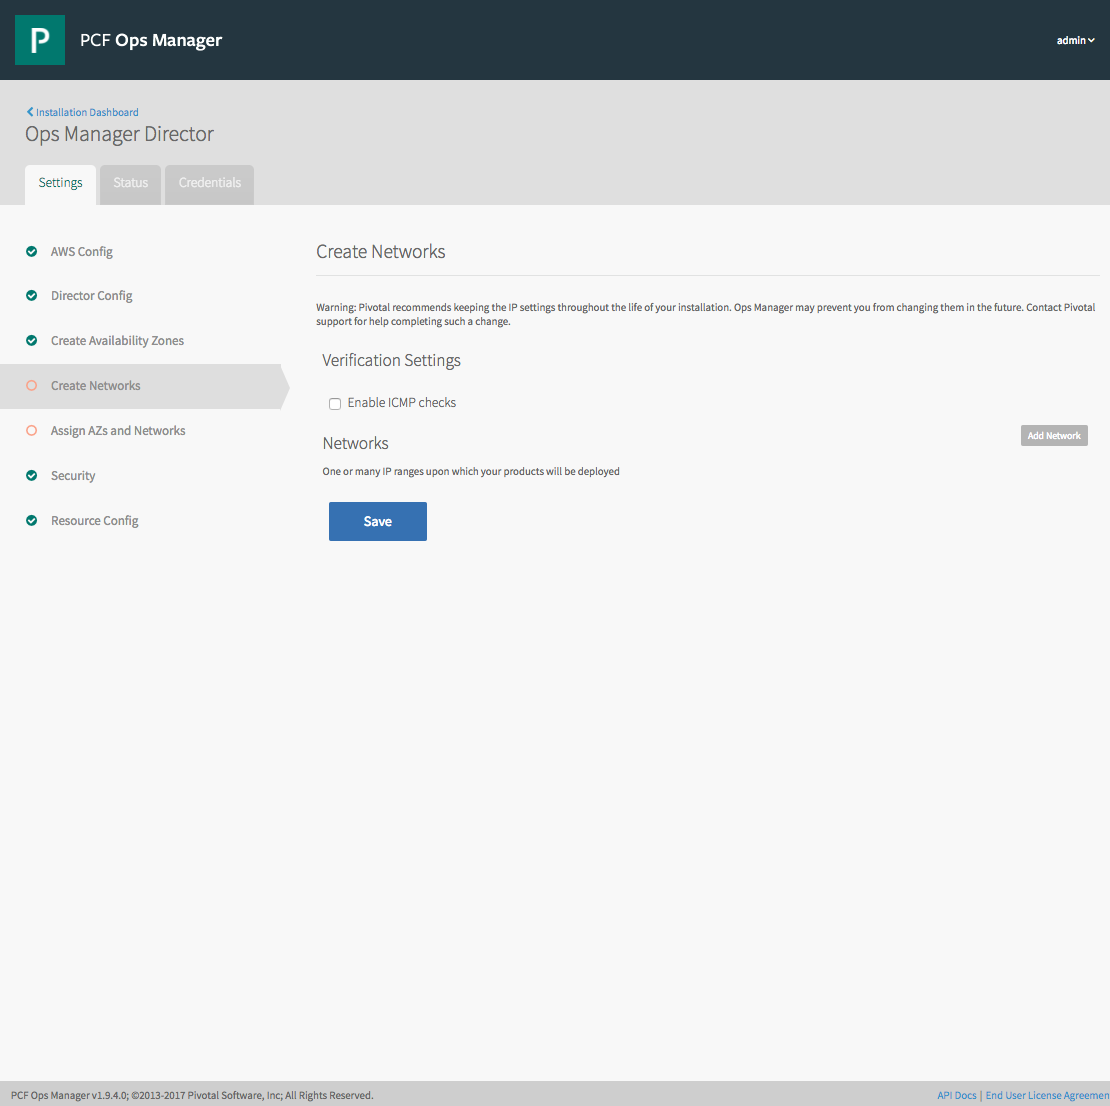 P
PCF Ops Manager
admin
Installation Dashboard
Ops Manager Director
Settings
Status
Credentials
AWS Config
Director Config
Create Availability Zones
Create Networks
Assign AZs and Networks
Security
Resource Config
Create Networks
Warning: Pivotal recommends keeping the IP settings throughout the life of your installation. Ops Manager may prevent you from changing them in the future. Contact Pivotal
support for help completing such a change.
Verification Settings
Enable ICMP checks
Networks
Add Network
One or many IP ranges upon which your products will be deployed
Save
PCF Ops Manager v1.9.4.0; ©2013-2017 Pivotal Software, Inc; All Rights Reserved.
API Docs | End User License Agreemen